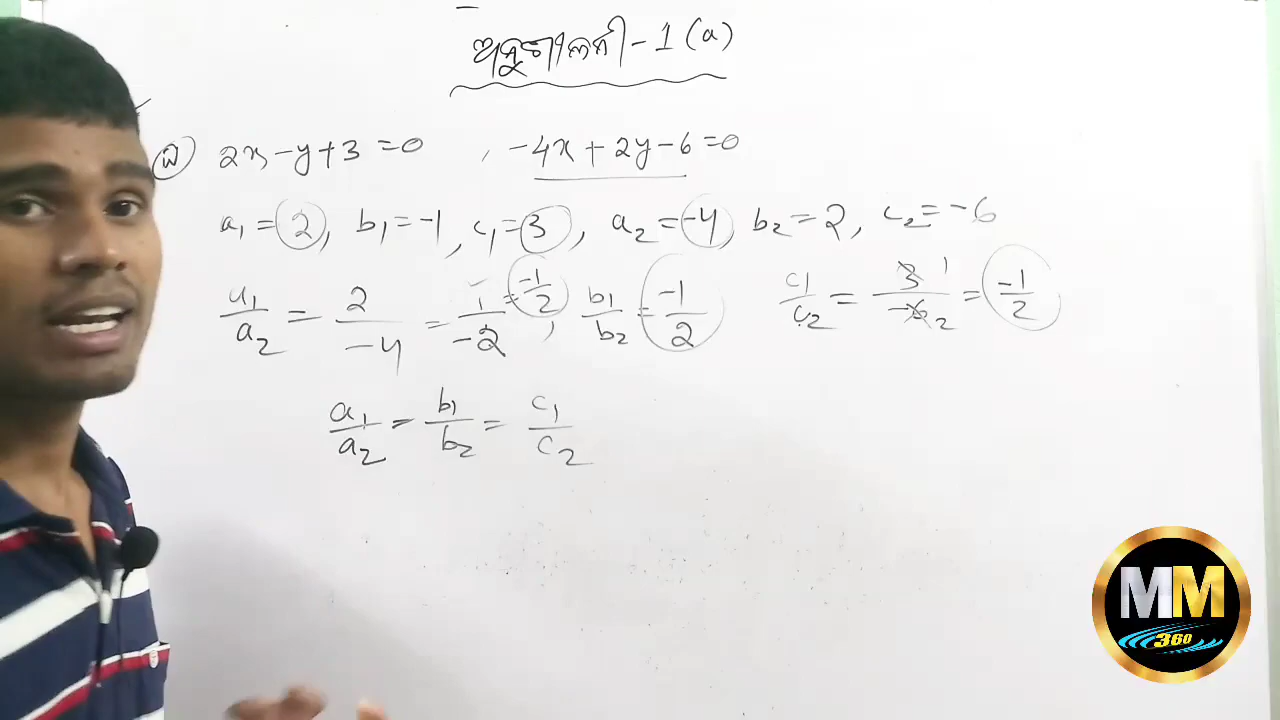 ଅନୁଶୀଳନୀ - 1 (a)
2x - y + 3 = 0 , -4x + 2y - 6 = 0
a₁ = 2, b₁ = -1, c₁ = 3, a₂ = -4, b₂ = 2, c₂ = -6
a₁/a₂ = 2/-4 = 1/-2 = -1/2, b₁/b₂ = -1/2 c₁/c₂ = 3/-6 1/2 = -1/2
a₁/a₂ = b₁/b₂ = c₁/c₂
MM
360